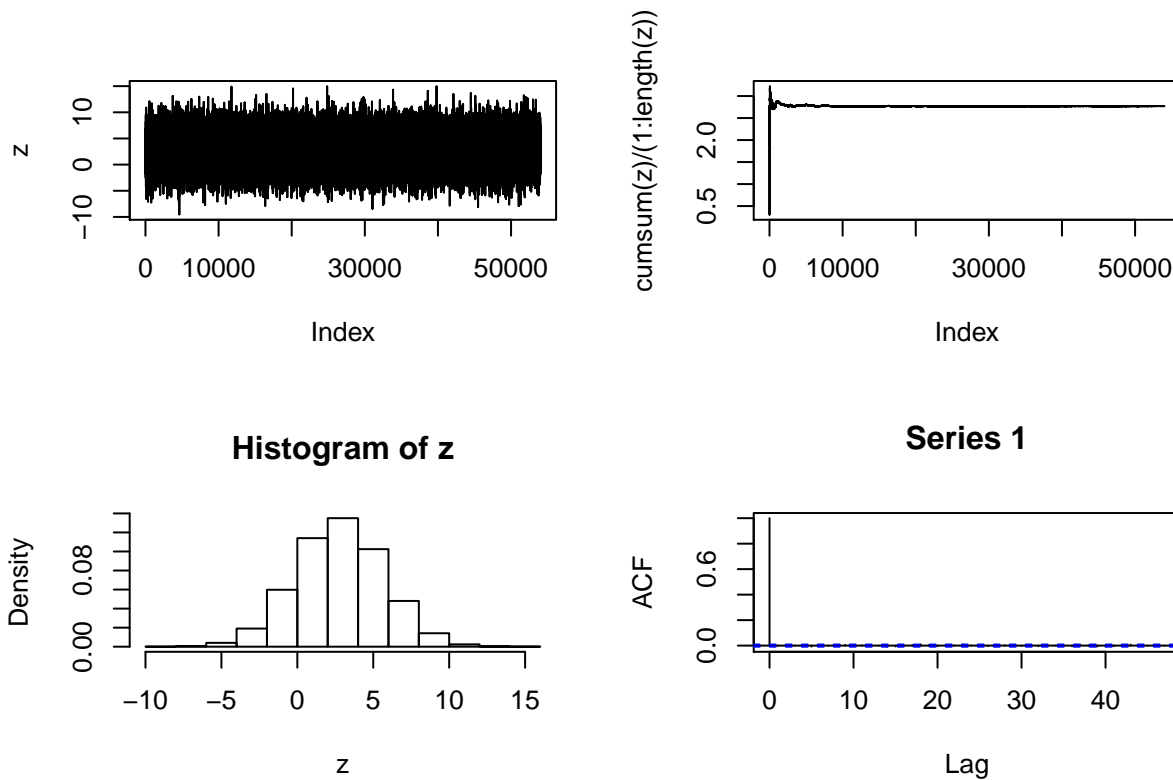 z
−10 0 10
0 10000 30000 50000
Index
cumsum(z)/(1:length(z))
0.5 2.0
0 10000 30000 50000
Index
Histogram of z
Density
0.00 0.08
−10 −5 0 5 10 15
z
Series 1
ACF
0.0 0.6
0 10 20 30 40
Lag